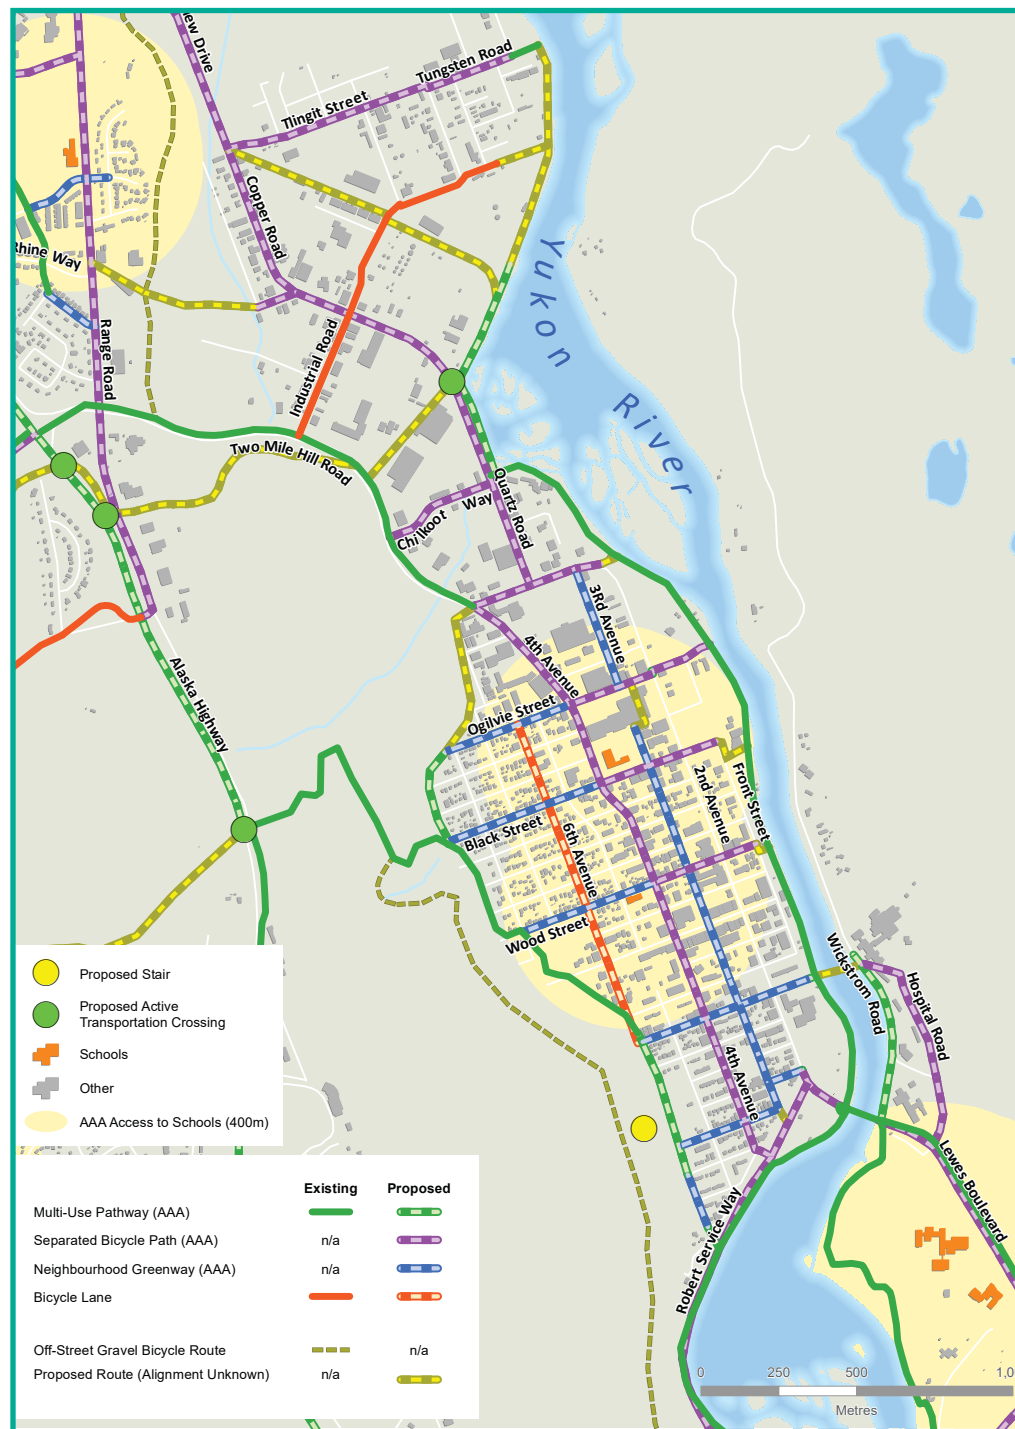 ew Drive
Tungsten Road
Tlingit Street
Copper Road
Rhine Way
Range Road
Industrial Road
Yukon River
Two Mile Hill Road
Quartz Road
Chilkoot Way
3Rd Avenue
4th Avenue
Alaska Highway
Ogilvie Street
2nd Avenue
Front Street
Black Street
6th Avenue
Wood Street
Wickstrom Road
Hospital Road
4th Avenue
Lewes Boulevard
Robert Service Way
Proposed Stair
Proposed Active
Transportation Crossing
Schools
Other
AAA Access to Schools (400m)
Existing Proposed
Multi-Use Pathway (AAA)
Separated Bicycle Path (AAA) n/a
Neighbourhood Greenway (AAA) n/a
Bicycle Lane
Off-Street Gravel Bicycle Route n/a
Proposed Route (Alignment Unknown) n/a
0 250 500 1,0
Metres